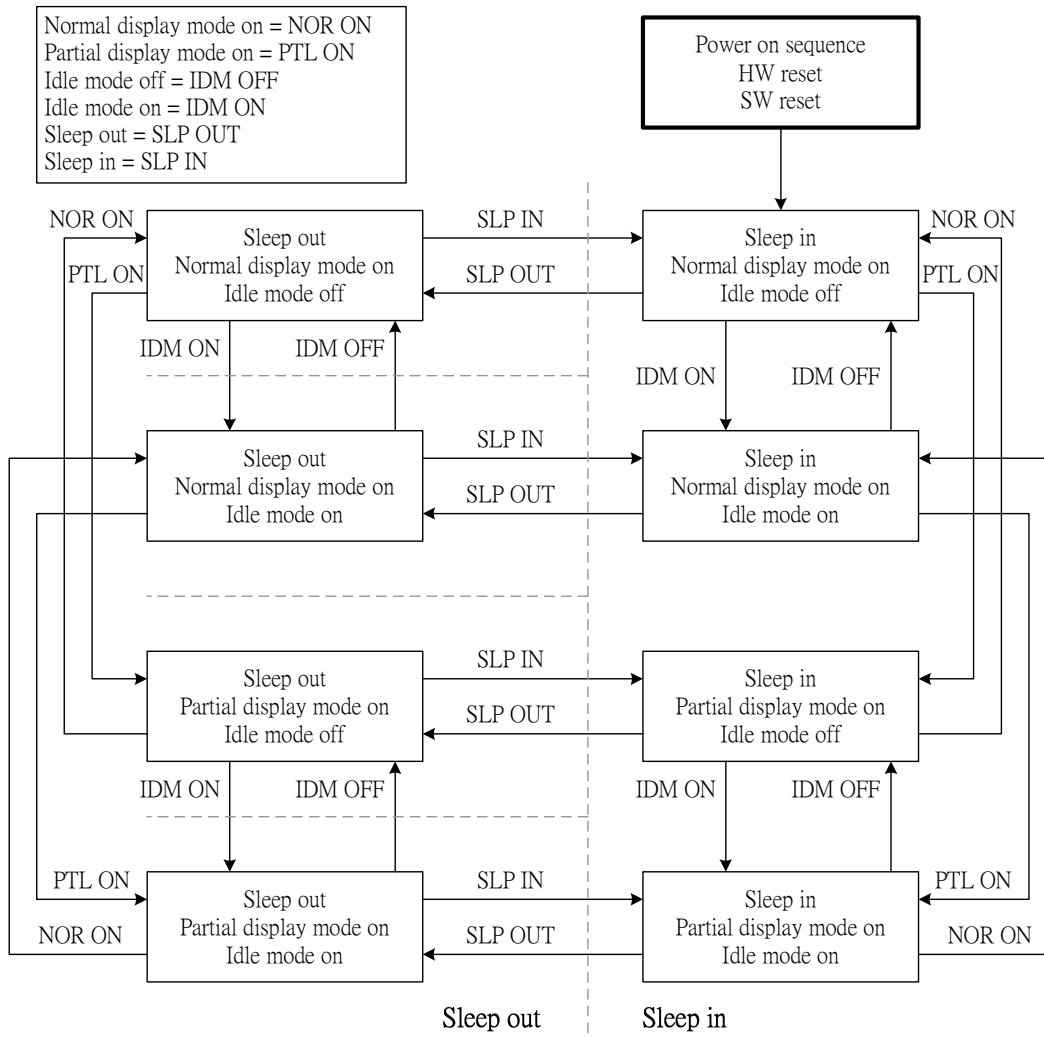 Normal display mode on = NOR ON
Partial display mode on = PTL ON
Idle mode off = IDM OFF
Idle mode on = IDM ON
Sleep out = SLP OUT
Sleep in = SLP IN
Power on sequence
HW reset
SW reset
NOR ON
PTL ON
Sleep out
Normal display mode on
Idle mode off
SLP IN
SLP OUT
Sleep in
Normal display mode on
Idle mode off
NOR ON
PTL ON
IDM ON
IDM OFF
IDM ON
IDM OFF
Sleep out
Normal display mode on
Idle mode on
SLP IN
SLP OUT
Sleep in
Normal display mode on
Idle mode on
Sleep out
Partial display mode on
Idle mode off
SLP IN
SLP OUT
Sleep in
Partial display mode on
Idle mode off
IDM ON
IDM OFF
IDM ON
IDM OFF
PTL ON
NOR ON
Sleep out
Partial display mode on
Idle mode on
SLP IN
SLP OUT
Sleep in
Partial display mode on
Idle mode on
PTL ON
NOR ON
Sleep out
Sleep in